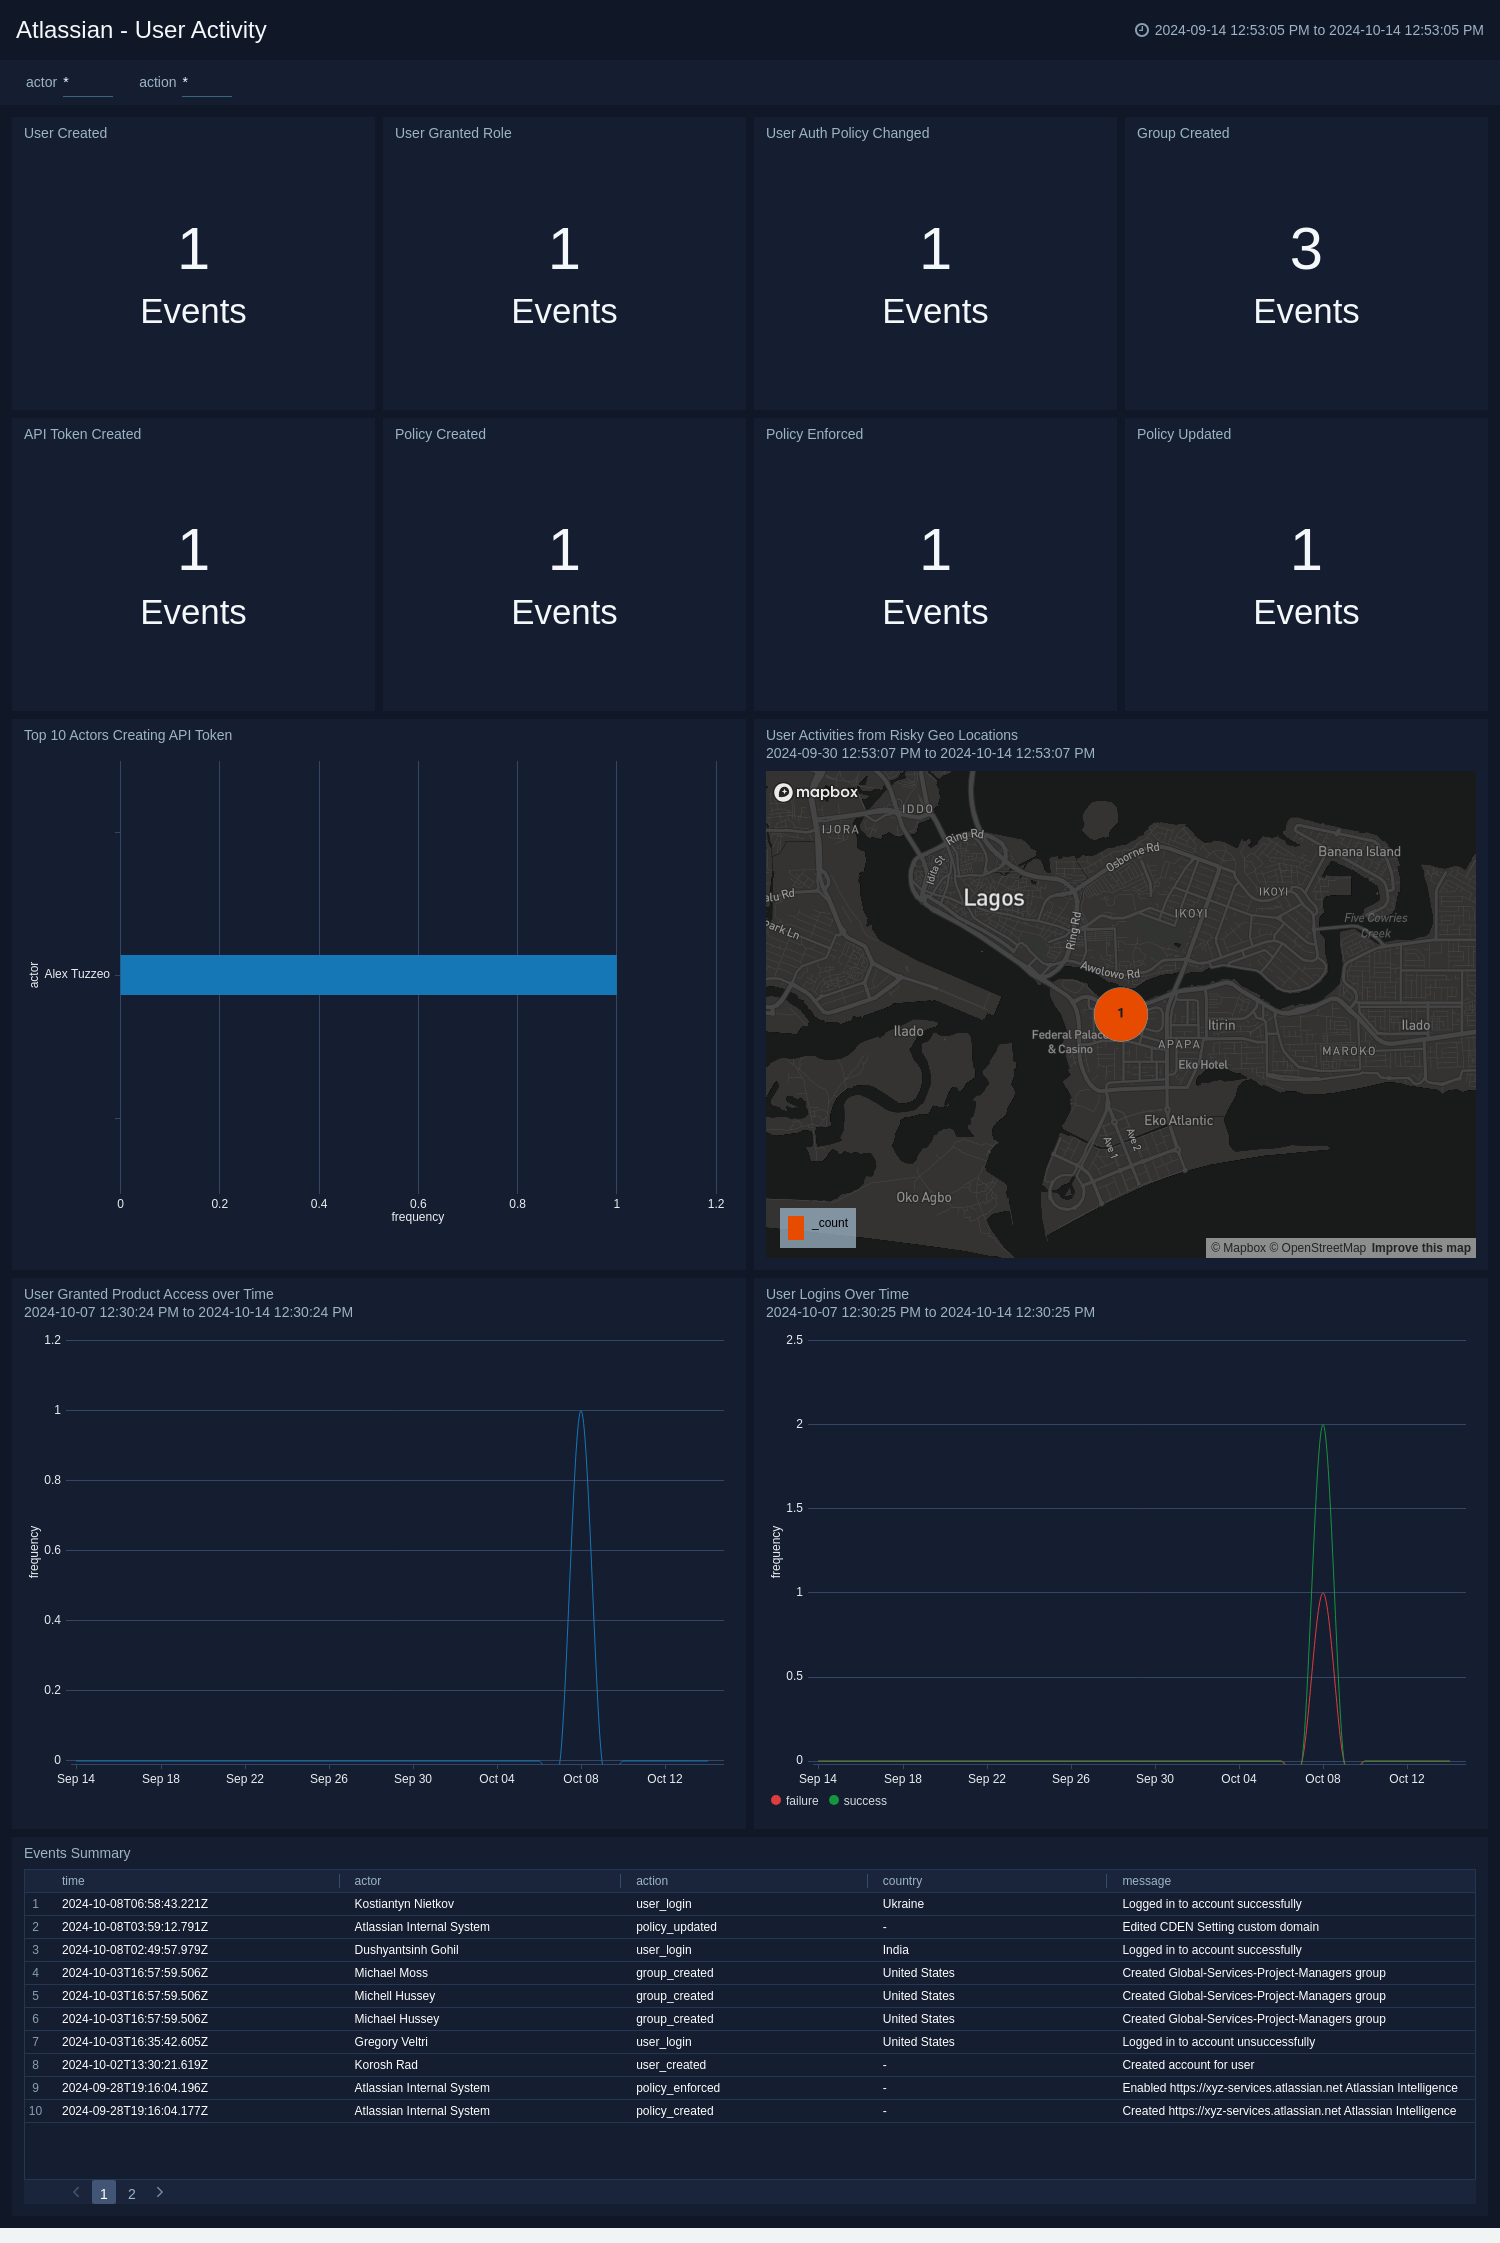 Atlassian - User Activity
2024-09-14 12:53:05 PM to 2024-10-14 12:53:05 PM
actor *
action *
User Created
1
Events
User Granted Role
1
Events
User Auth Policy Changed
1
Events
Group Created
3
Events
API Token Created
1
Events
Policy Created
1
Events
Policy Enforced
1
Events
Policy Updated
1
Events
Top 10 Actors Creating API Token
actor
Alex Tuzzeo
0 0.2 0.4 0.6 0.8 1 1.2
frequency
User Activities from Risky Geo Locations
2024-09-30 12:53:07 PM to 2024-10-14 12:53:07 PM
mapbox
IDDO
IJORA
Ring Rd
Osborne Rd
Banana Island
Idita St
alu Rd
Lagos
IKOYI
IKOYI
Five Cowries
Creek
Park Ln
Ring Rd
Awolowo Rd
1
Ilado
Federal Palace
& Casino
Itirin
Ilado
APAPA
MAROKO
Eko Hotel
Eko Atlantic
Ave 1
Ave 2
Oko Agbo
_count
© Mapbox © OpenStreetMap Improve this map
User Granted Product Access over Time
2024-10-07 12:30:24 PM to 2024-10-14 12:30:24 PM
1.2
1
0.8
0.6
0.4
0.2
0
frequency
Sep 14 Sep 18 Sep 22 Sep 26 Sep 30 Oct 04 Oct 08 Oct 12
User Logins Over Time
2024-10-07 12:30:25 PM to 2024-10-14 12:30:25 PM
2.5
2
1.5
1
0.5
0
frequency
Sep 14 Sep 18 Sep 22 Sep 26 Sep 30 Oct 04 Oct 08 Oct 12
failure success
Events Summary
time actor action country message
1 2024-10-08T06:58:43.221Z Kostiantyn Nietkov user_login Ukraine Logged in to account successfully
2 2024-10-08T03:59:12.791Z Atlassian Internal System policy_updated - Edited CDEN Setting custom domain
3 2024-10-08T02:49:57.979Z Dushyantsinh Gohil user_login India Logged in to account successfully
4 2024-10-03T16:57:59.506Z Michael Moss group_created United States Created Global-Services-Project-Managers group
5 2024-10-03T16:57:59.506Z Michell Hussey group_created United States Created Global-Services-Project-Managers group
6 2024-10-03T16:57:59.506Z Michael Hussey group_created United States Created Global-Services-Project-Managers group
7 2024-10-03T16:35:42.605Z Gregory Veltri user_login United States Logged in to account unsuccessfully
8 2024-10-02T13:30:21.619Z Korosh Rad user_created - Created account for user
9 2024-09-28T19:16:04.196Z Atlassian Internal System policy_enforced - Enabled https://xyz-services.atlassian.net Atlassian Intelligence
10 2024-09-28T19:16:04.177Z Atlassian Internal System policy_created - Created https://xyz-services.atlassian.net Atlassian Intelligence
1 2